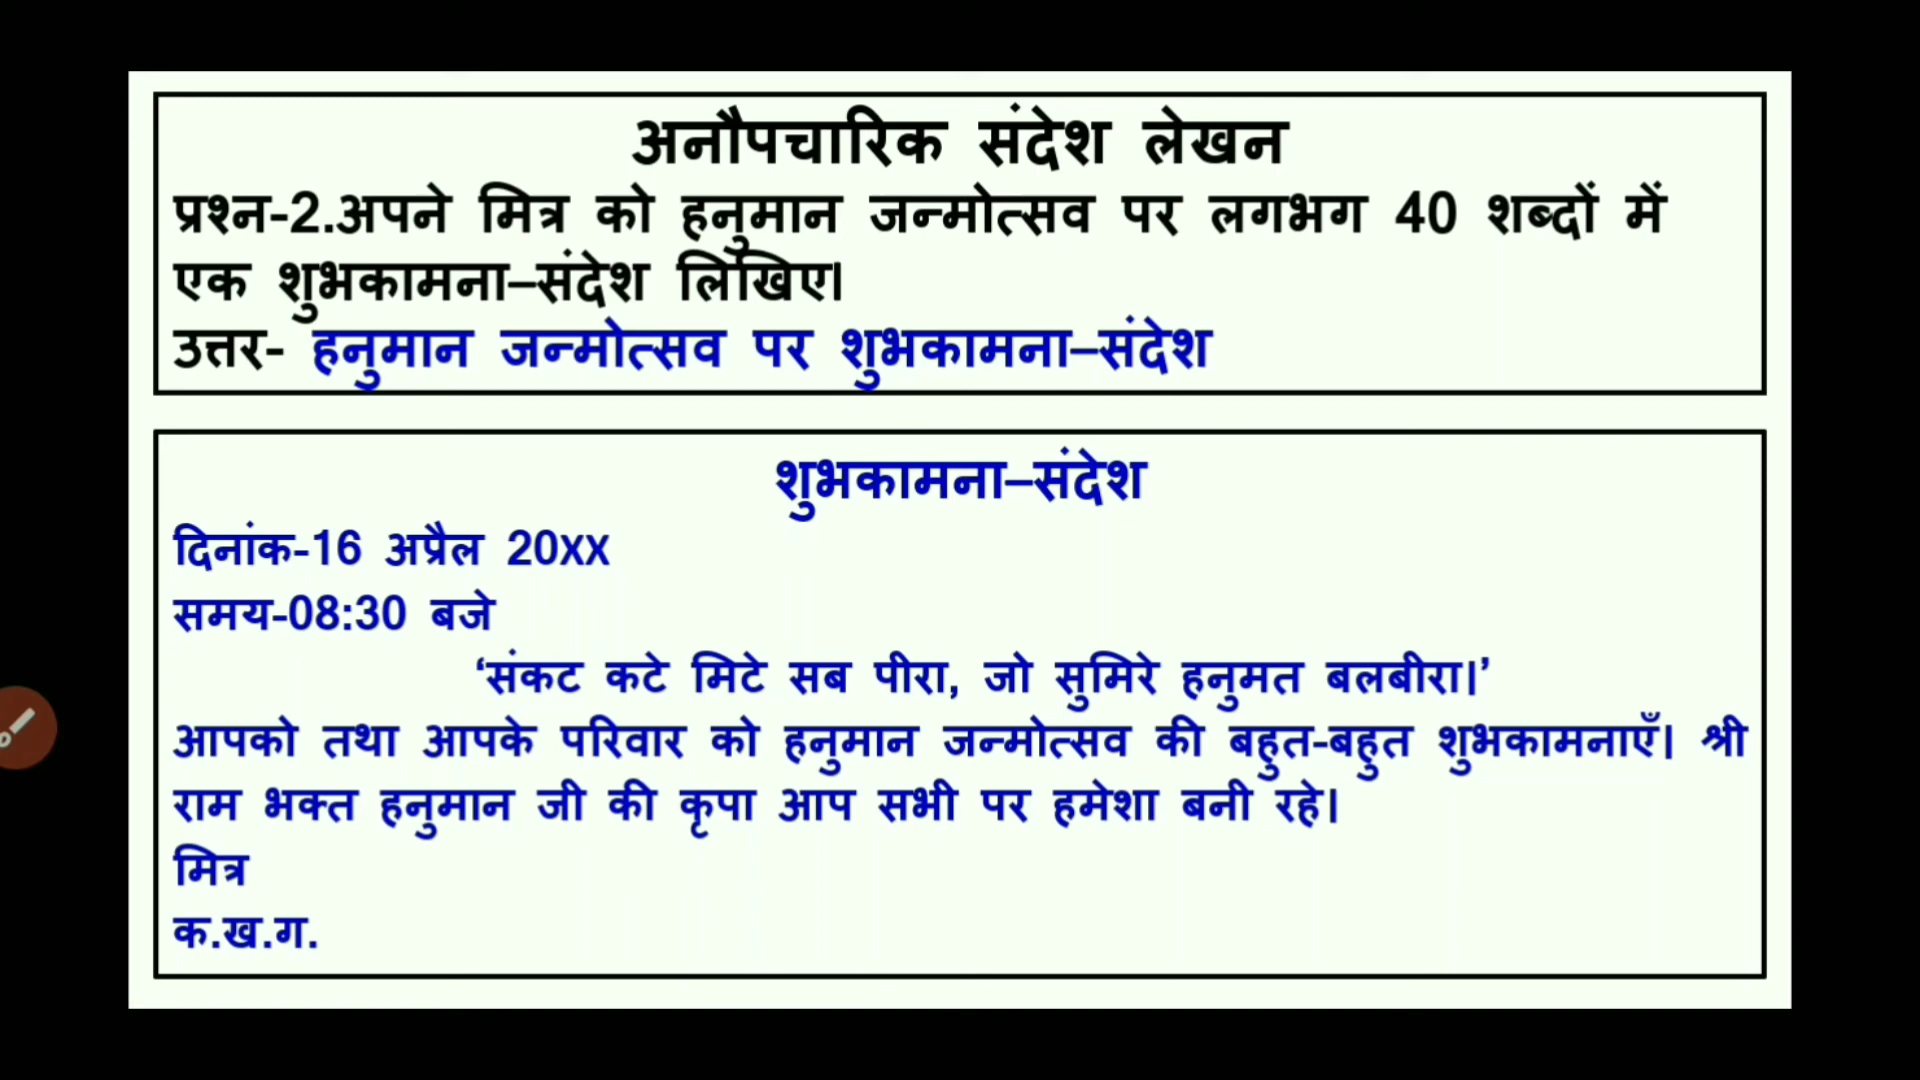 अनौपचारिक संदेश लेखन
प्रश्न-2.अपने मित्र को हनुमान जन्मोत्सव पर लगभग 40 शब्दों में
एक शुभकामना–संदेश लिखिए।
उत्तर- हनुमान जन्मोत्सव पर शुभकामना–संदेश
शुभकामना–संदेश
दिनांक-16 अप्रैल 20XX
समय-08:30 बजे
‘संकट कटे मिटे सब पीरा, जो सुमिरे हनुमत बलबीरा।’
आपको तथा आपके परिवार को हनुमान जन्मोत्सव की बहुत-बहुत शुभकामनाएँ। श्री
राम भक्त हनुमान जी की कृपा आप सभी पर हमेशा बनी रहे।
मित्र
क.ख.ग.